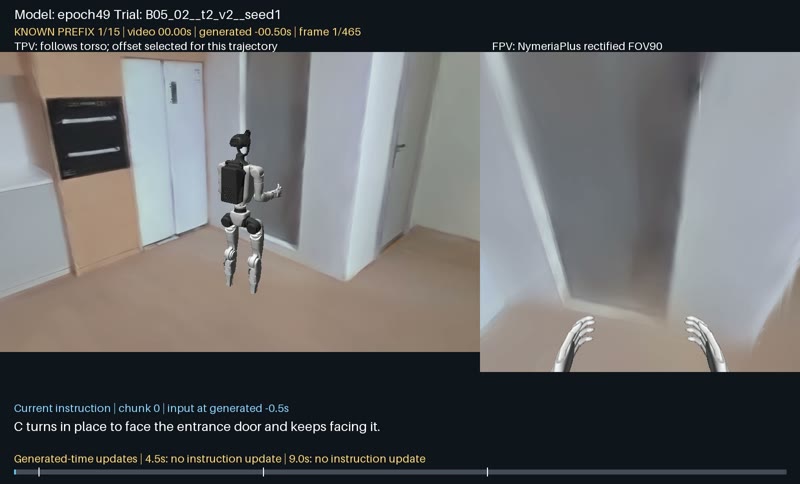 Model: epoch49 Trial: B05_02__t2_v2__seed1
KNOWN PREFIX 1/15 | video 00.00s | generated -00.50s | frame 1/465
TPV: follows torso; offset selected for this trajectory
FPV: NymeriaPlus rectified FOV90
Current instruction | chunk 0 | input at generated -0.5s
C turns in place to face the entrance door and keeps facing it.
Generated-time updates | 4.5s: no instruction update | 9.0s: no instruction update